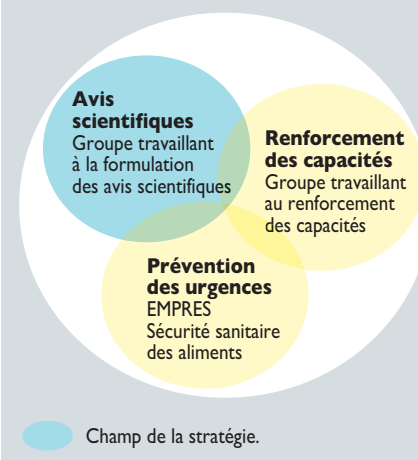 Avis
scientifiques
Groupe travaillant
à la formulation
des avis scientifiques
Renforcement
des capacités
Groupe travaillant
au renforcement
des capacités
Prévention
des urgences
EMPRES
Sécurité sanitaire
des aliments
Champ de la stratégie.